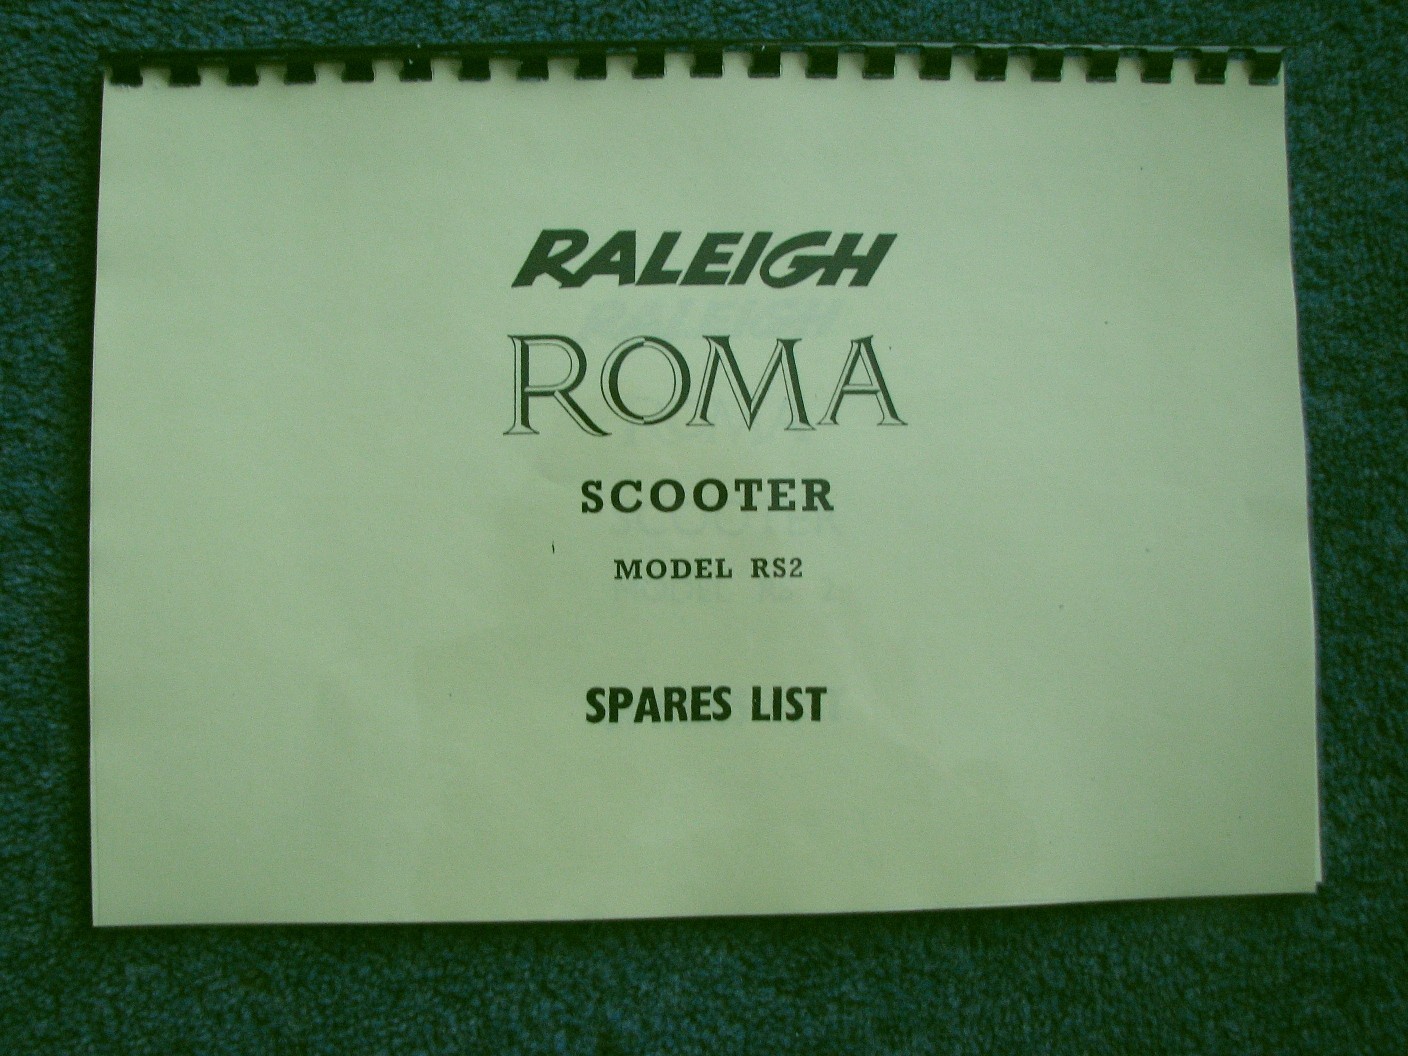 RALEIGH
ROMA
SCOOTER
MODEL RS2
SPARES LIST